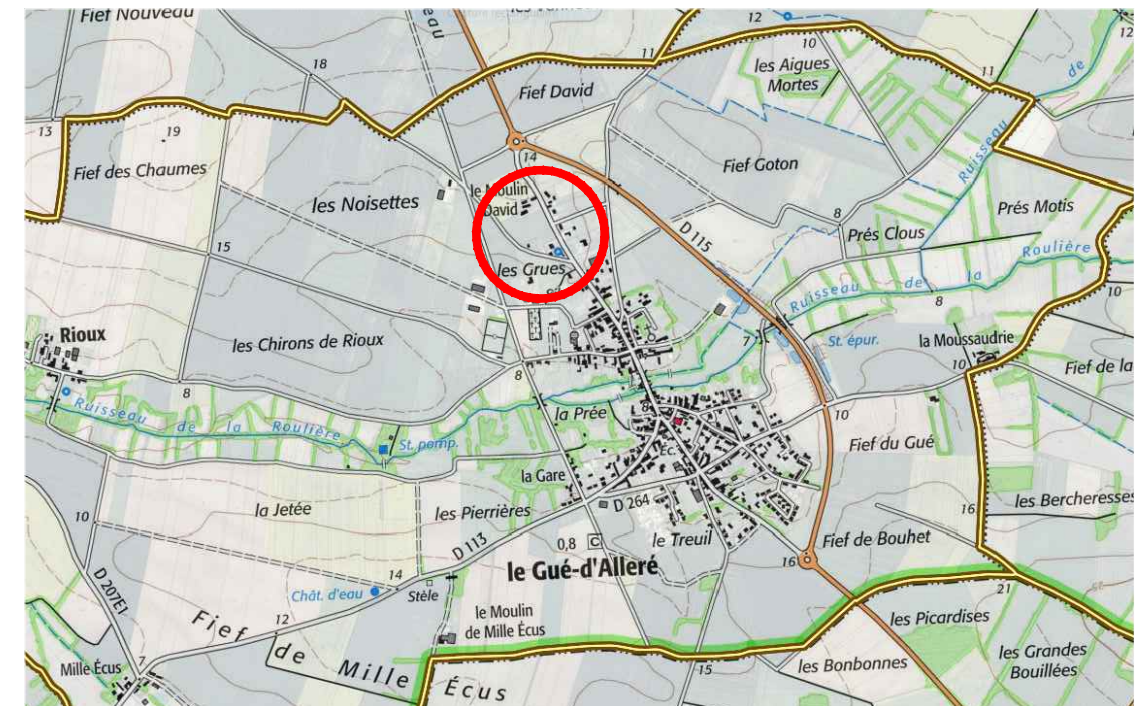 Fief Nouveau
12
10
11
12
les Aigues
Mortes
de
18
11
Fief David
13
19
14
Ruisseau
Fief des Chaumes
Fief Goton
le Moulin
David
les Noisettes
Prés Motis
8
D 115
Prés Clous
15
les Grues
Roulière
la
de
Ruisseau
10
8
Rioux
les Chirons de Rioux
7
St. épur.
la Moussaudrie
10
Fief de la
8
8
Ruisseau de la Roulière
la Prée
8
10
St. pomp.
Fief du Gué
Éc.
la Gare
la Jetée
les Pierrières
D 264
les Bercheresses
16
10
D 113
0,8
C
le Treuil
Fief de Bouhet
le Gué-d'Alleré
16
D 207E1
14
Chât. d'eau
Stèle
21
12
le Moulin
de Mille Écus
les Picardises
Fief de Mille Écus
les Grandes
Bouillées
Mille Écus
7
15
les Bonbonnes